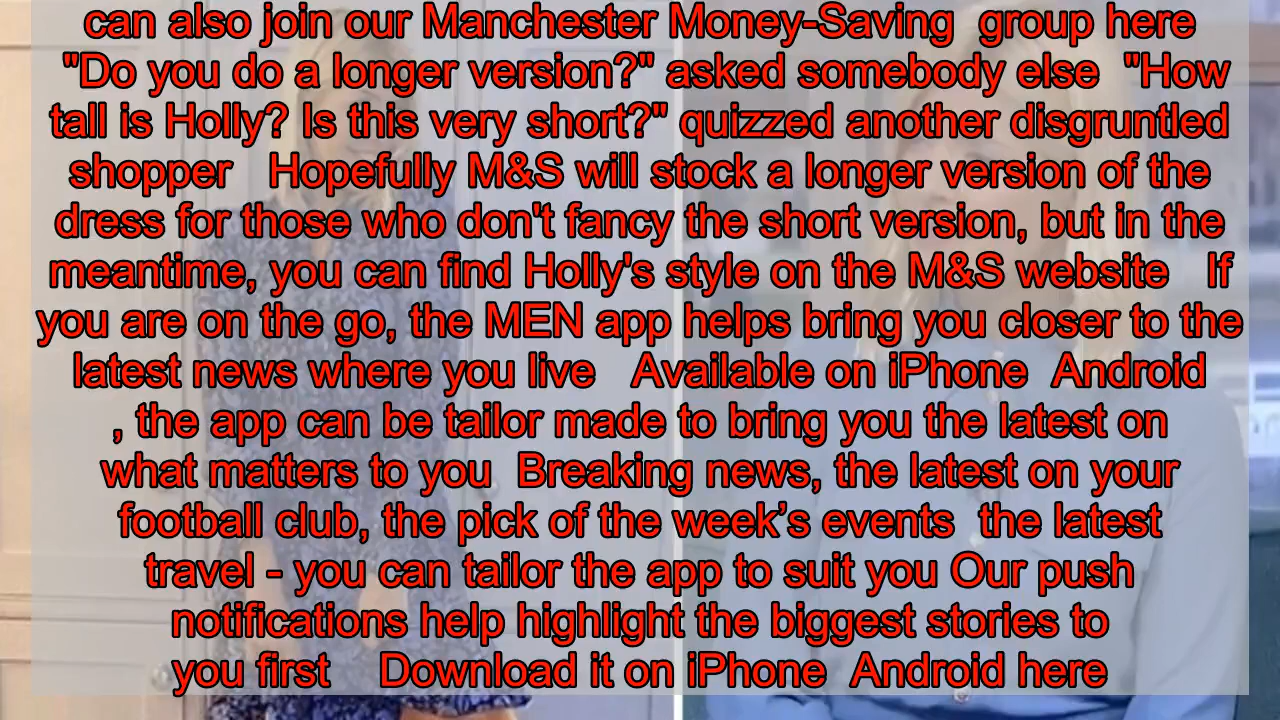 can also join our Manchester Money-Saving  group here
"Do you do a longer version?" asked somebody else  "How
tall is Holly? Is this very short?" quizzed another disgruntled
shopper   Hopefully M&S will stock a longer version of the
dress for those who don't fancy the short version, but in the
meantime, you can find Holly's style on the M&S website   If
you are on the go, the MEN app helps bring you closer to the
latest news where you live   Available on iPhone  Android
, the app can be tailor made to bring you the latest on
what matters to you  Breaking news, the latest on your
football club, the pick of the week’s events  the latest
travel - you can tailor the app to suit you Our push
notifications help highlight the biggest stories to
you first    Download it on iPhone  Android here